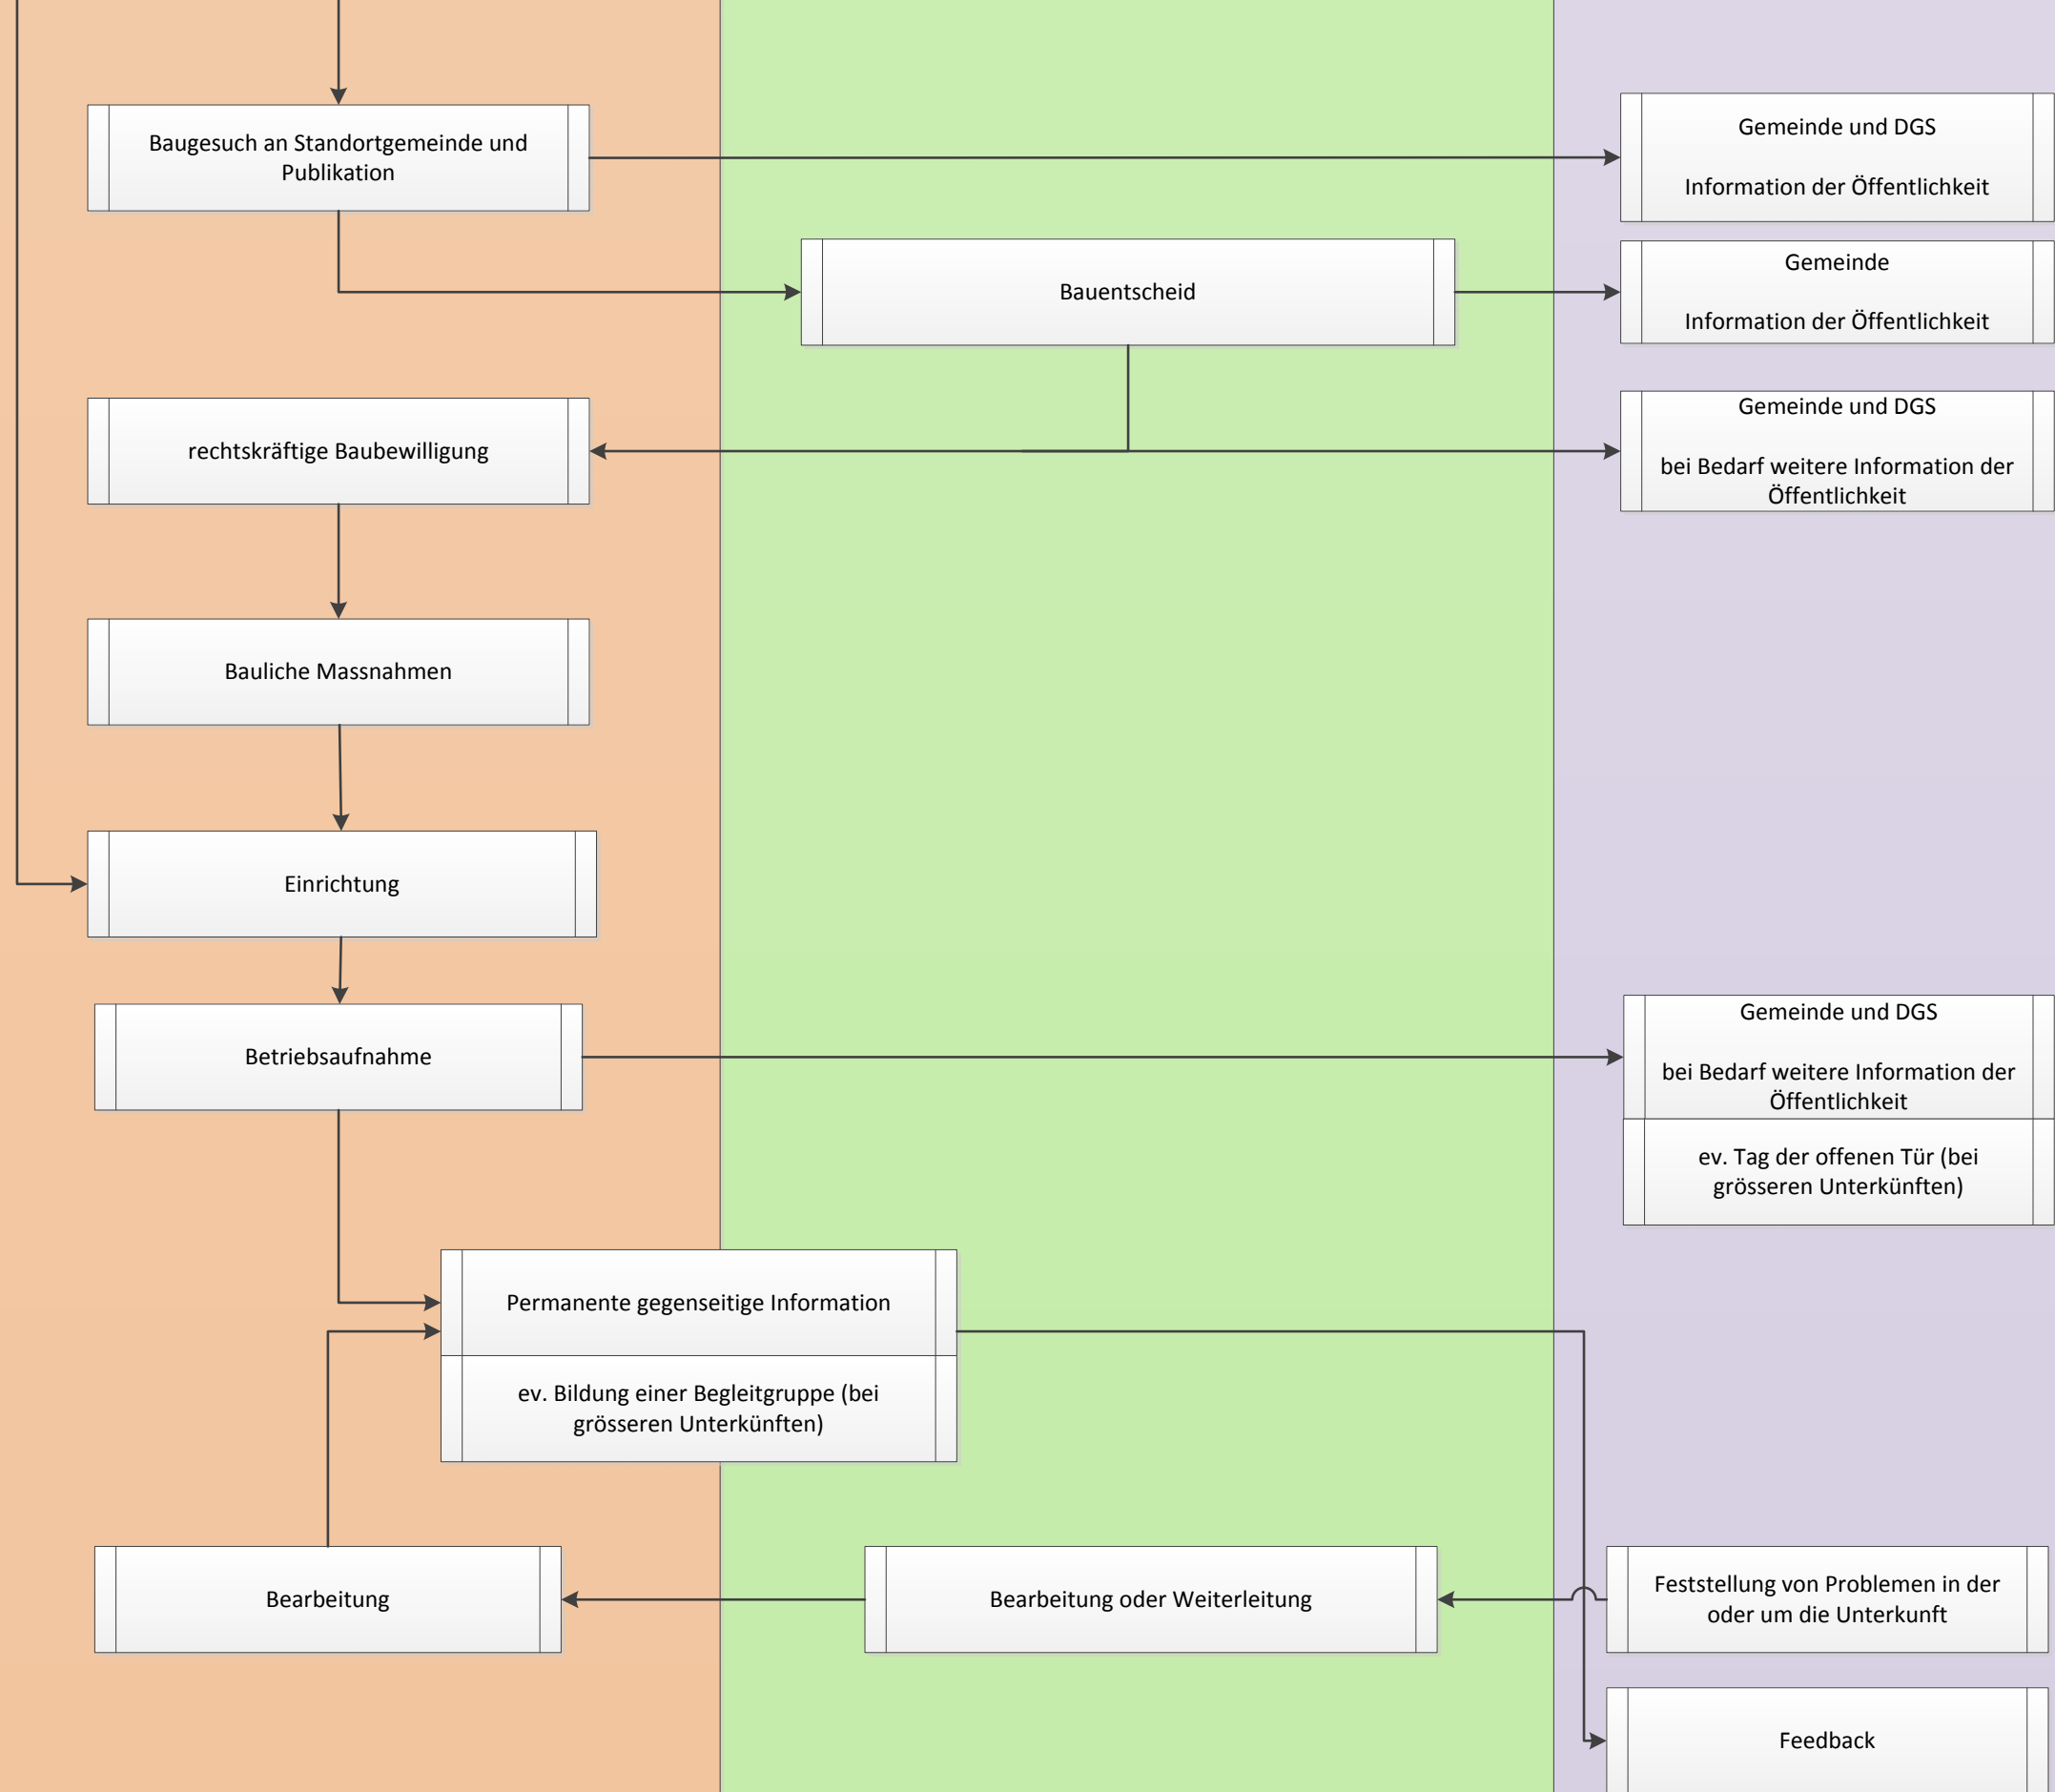 Baugesuch an Standortgemeinde und
Publikation
Gemeinde und DGS
Information der Öffentlichkeit
Bauentscheid
Gemeinde
Information der Öffentlichkeit
rechtskräftige Baubewilligung
Gemeinde und DGS
bei Bedarf weitere Information der
Öffentlichkeit
Bauliche Massnahmen
Einrichtung
Betriebsaufnahme
Gemeinde und DGS
bei Bedarf weitere Information der
Öffentlichkeit
ev. Tag der offenen Tür (bei
grösseren Unterkünften)
Permanente gegenseitige Information
ev. Bildung einer Begleitgruppe (bei
grösseren Unterkünften)
Bearbeitung
Bearbeitung oder Weiterleitung
Feststellung von Problemen in der
oder um die Unterkunft
Feedback